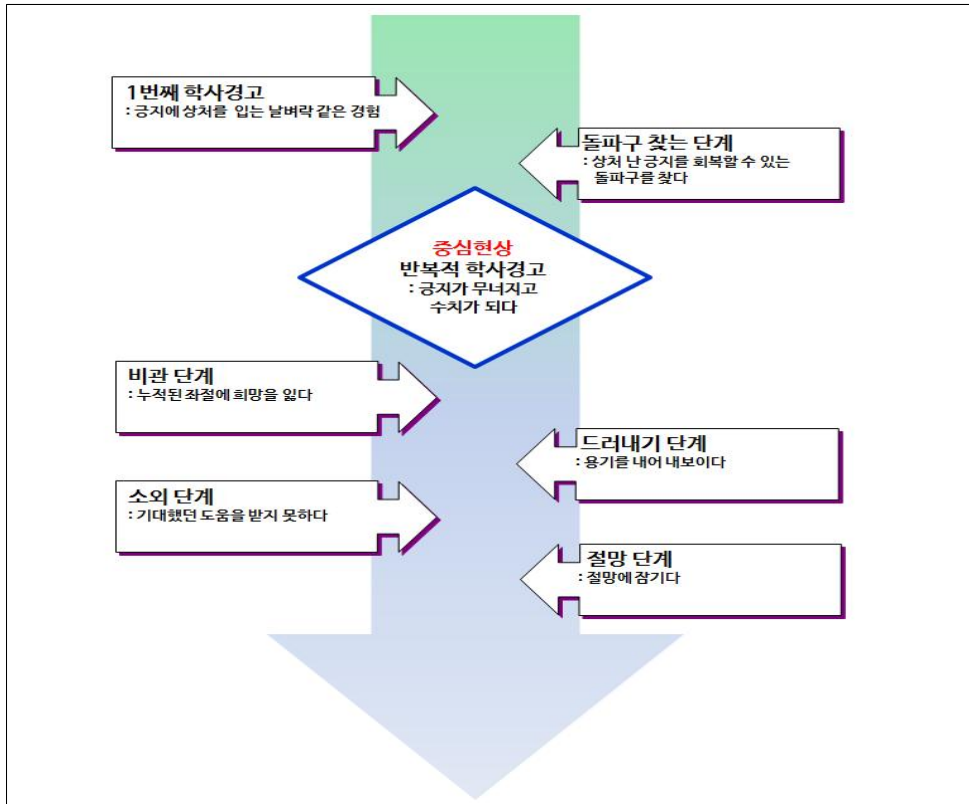 1번째 학사경고
: 긍지에 상처를 입는 날벼락 같은 경험
돌파구 찾는 단계
: 상처 난 긍지를 회복할 수 있는
돌파구를 찾다
중심현상
반복적 학사경고
: 긍지가 무너지고
수치가 되다
비관 단계
: 누적된 좌절에 희망을 잃다
드러내기 단계
: 용기를 내어 내보이다
소외 단계
: 기대했던 도움을 받지 못하다
절망 단계
: 절망에 잠기다